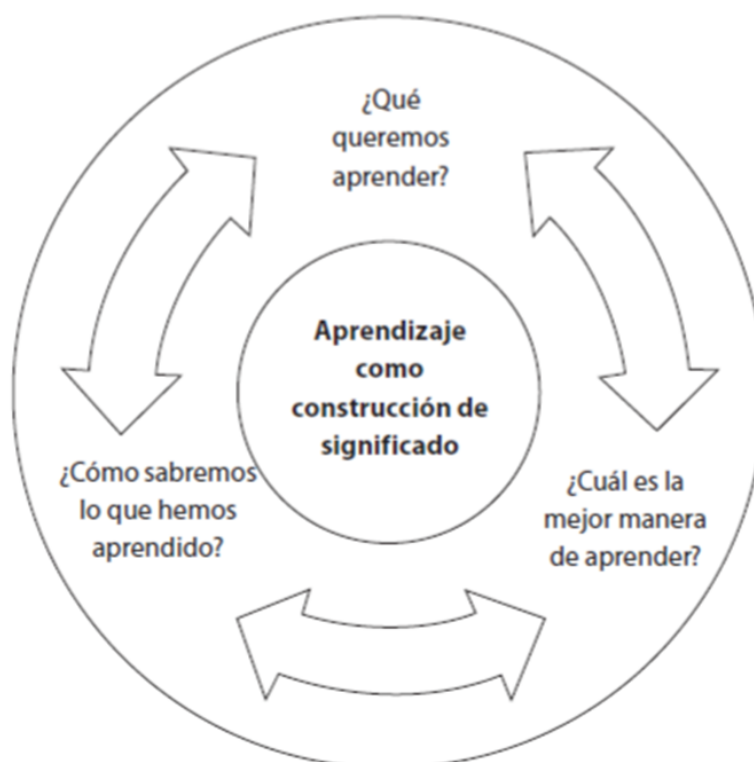 ¿Qué
queremos
aprender?
Aprendizaje
como
construcción de
significado
¿Cómo sabremos
lo que hemos
aprendido?
¿Cuál es la
mejor manera
de aprender?